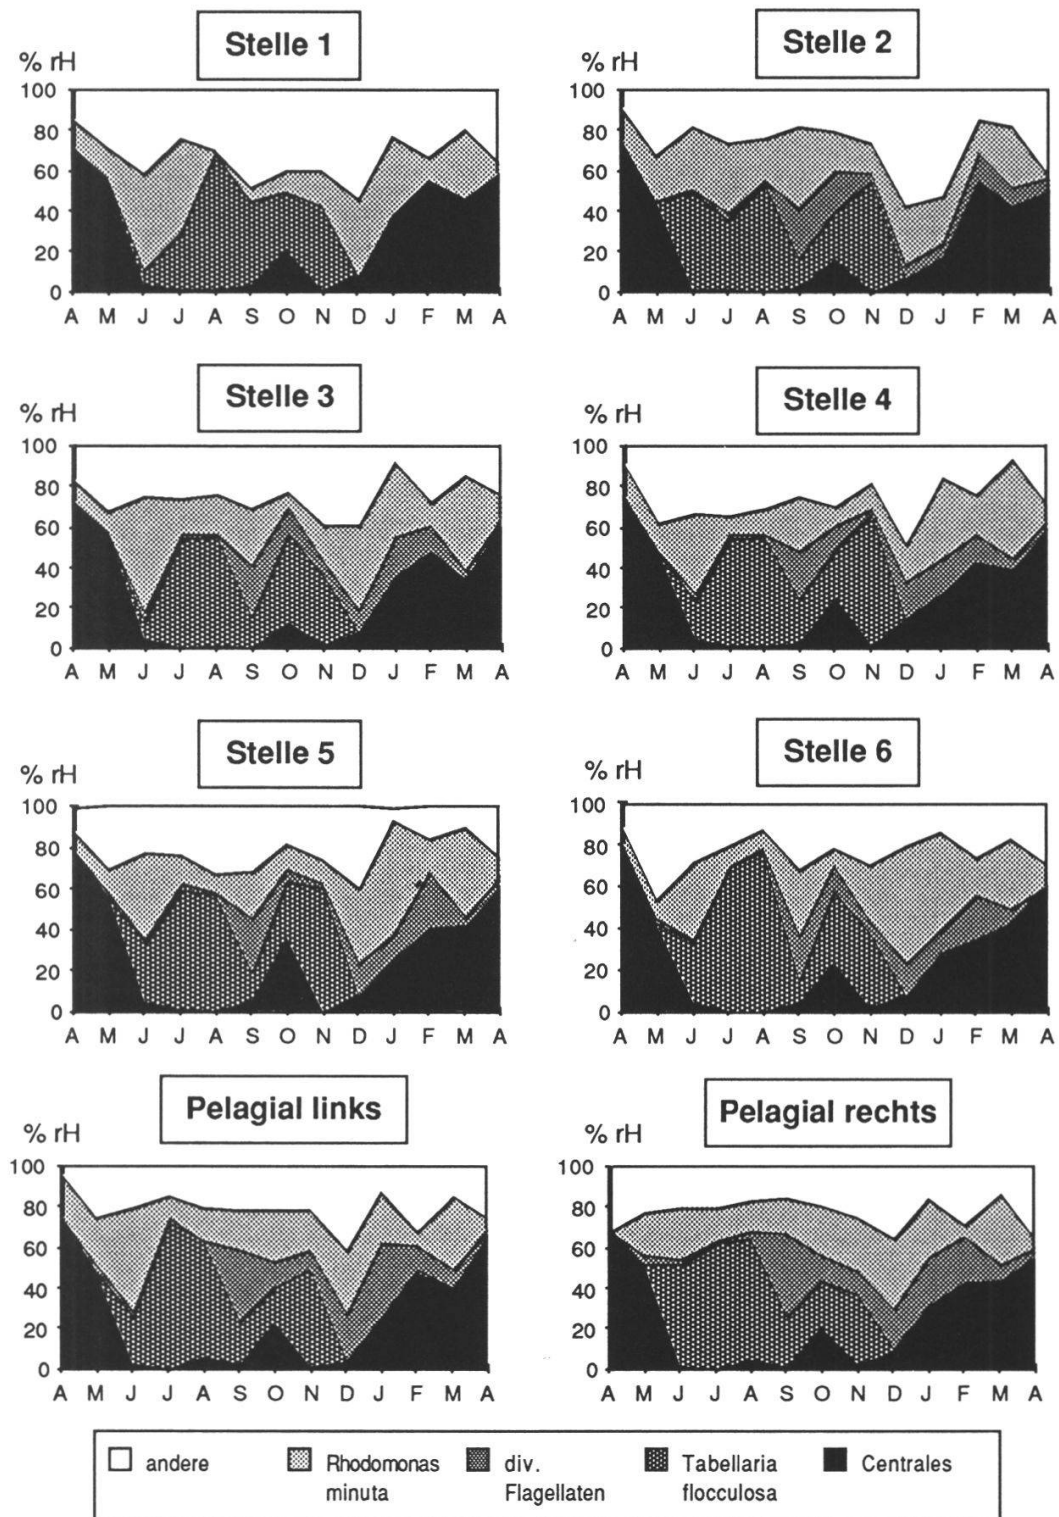 Stelle 1
% rH
100
80
60
40
20
0
A M J J A S O N D J F M A
Stelle 2
% rH
100
80
60
40
20
0
A M J J A S O N D J F M A
Stelle 3
% rH
100
80
60
40
20
0
A M J J A S O N D J F M A
Stelle 4
% rH
100
80
60
40
20
0
A M J J A S O N D J F M A
Stelle 5
% rH
100
80
60
40
20
0
A M J J A S O N D J F M A
Stelle 6
% rH
100
80
60
40
20
0
A M J J A S O N D J F M A
Pelagial links
% rH
100
80
60
40
20
0
A M J J A S O N D J F M A
Pelagial rechts
% rH
100
80
60
40
20
0
A M J J A S O N D J F M A
andere
Rhodomonas
minuta
div.
Flagellaten
Tabellaria
flocculosa
Centrales